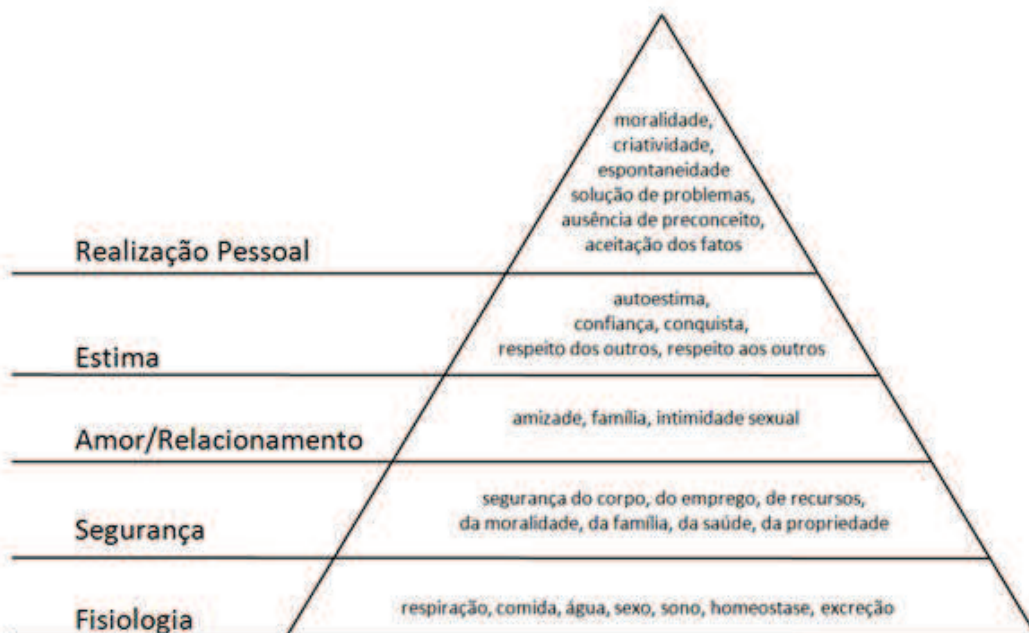 moralidade,
criatividade,
espontaneidade
solução de problemas,
ausência de preconceito,
aceitação dos fatos
Realização Pessoal
autoestima,
confiança, conquista,
respeito dos outros, respeito aos outros
Estima
amizade, família, intimidade sexual
Amor/Relacionamento
segurança do corpo, do emprego, de recursos,
da moralidade, da família, da saúde, da propriedade
Segurança
respiração, comida, água, sexo, sono, homeostase, excreção
Fisiologia